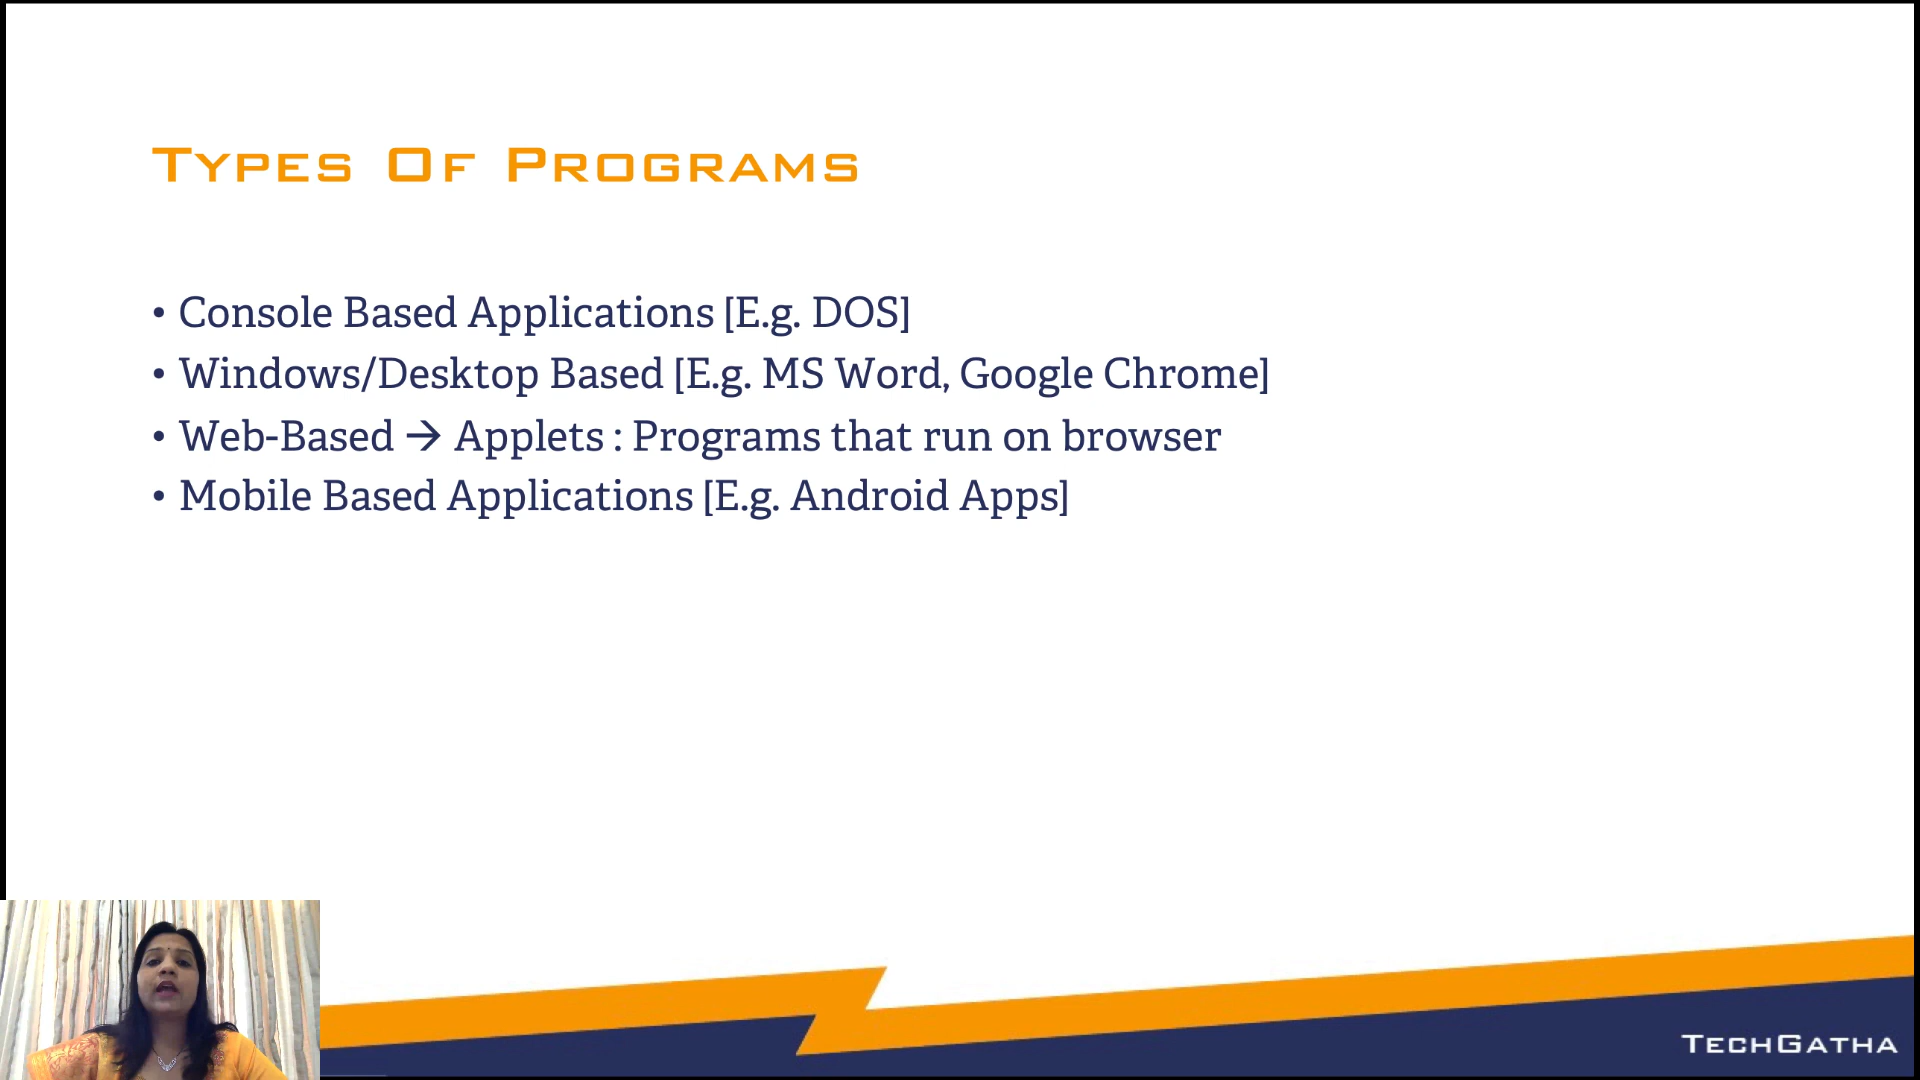 Types Of Programs
• Console Based Applications [E.g. DOS]
• Windows/Desktop Based [E.g. MS Word, Google Chrome]
• Web-Based → Applets : Programs that run on browser
• Mobile Based Applications [E.g. Android Apps]
TechGatha